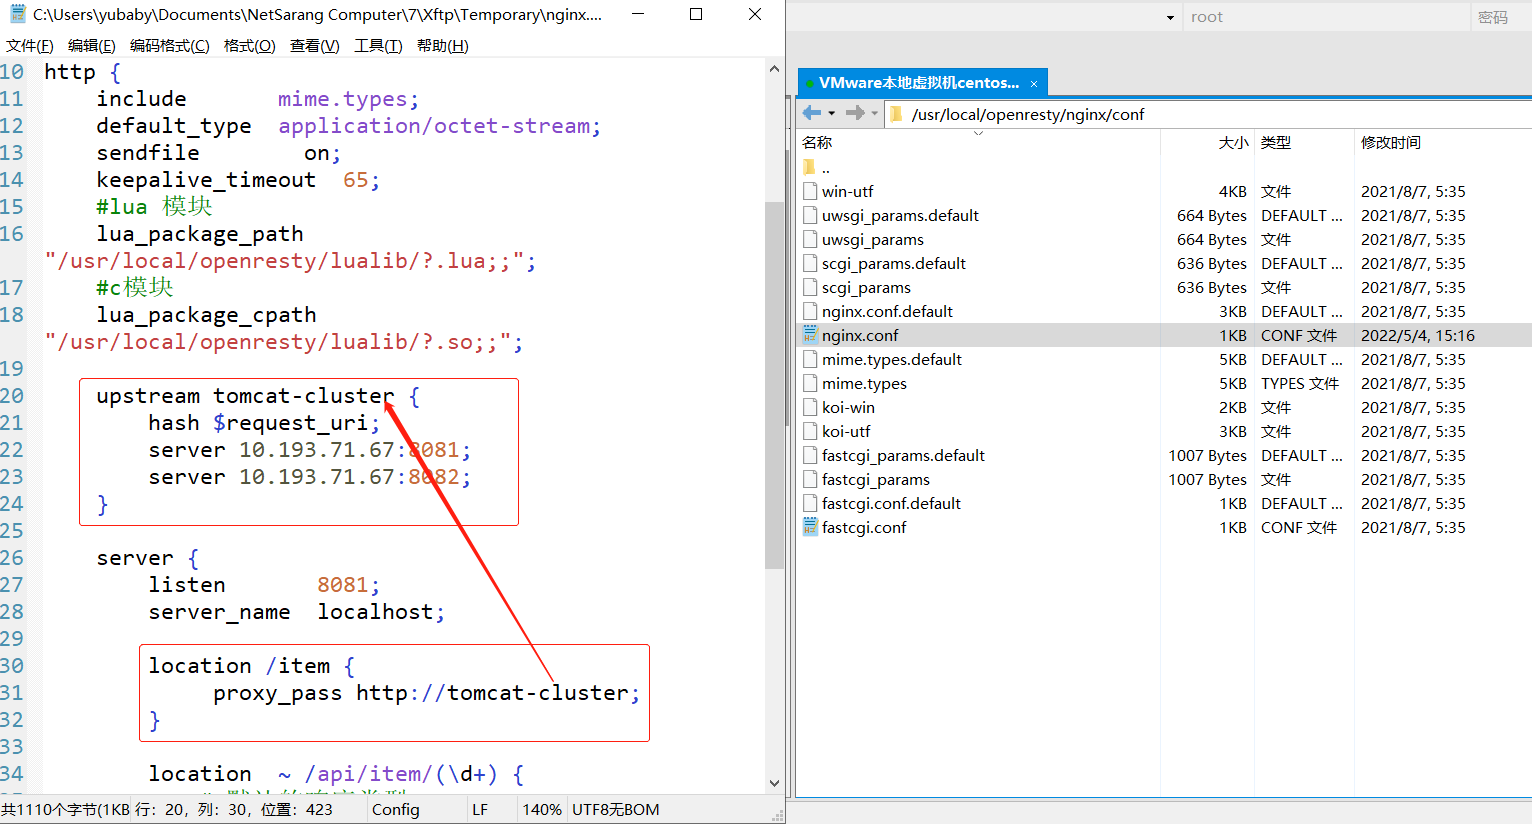 C:\Users\yubaby\Documents\NetSarang Computer\7\Xftp\Temporary\nginx....
文件(F) 编辑(E) 编码格式(C) 格式(O) 查看(V) 工具(T) 帮助(H)
10 http {
11 include mime.types;
12 default_type application/octet-stream;
13 sendfile on;
14 keepalive_timeout 65;
15 #lua 模块
16 lua_package_path
"/usr/local/openresty/lualib/?.lua;;";
17 #c模块
18 lua_package_cpath
"/usr/local/openresty/lualib/?.so;;";
19
20 upstream tomcat-cluster {
21 hash $request_uri;
22 server 10.193.71.67:8081;
23 server 10.193.71.67:8082;
24 }
25
26 server {
27 listen 8081;
28 server_name localhost;
29
30 location /item {
31 proxy_pass http://tomcat-cluster;
32 }
33
34 location ~ /api/item/(\d+) {
共1110个字节(1KB 行: 20, 列: 30, 位置: 423 Config LF 140% UTF8无BOM
root 密码
VMware本地虚拟机centos... ×
/usr/local/openresty/nginx/conf
名称 大小 类型 修改时间
..
win-utf 4KB 文件 2021/8/7, 5:35
uwsgi_params.default 664 Bytes DEFAULT ... 2021/8/7, 5:35
uwsgi_params 664 Bytes 文件 2021/8/7, 5:35
scgi_params.default 636 Bytes DEFAULT ... 2021/8/7, 5:35
scgi_params 636 Bytes 文件 2021/8/7, 5:35
nginx.conf.default 3KB DEFAULT ... 2021/8/7, 5:35
nginx.conf 1KB CONF 文件 2022/5/4, 15:16
mime.types.default 5KB DEFAULT ... 2021/8/7, 5:35
mime.types 5KB TYPES 文件 2021/8/7, 5:35
koi-win 2KB 文件 2021/8/7, 5:35
koi-utf 3KB 文件 2021/8/7, 5:35
fastcgi_params.default 1007 Bytes DEFAULT ... 2021/8/7, 5:35
fastcgi_params 1007 Bytes 文件 2021/8/7, 5:35
fastcgi.conf.default 1KB DEFAULT ... 2021/8/7, 5:35
fastcgi.conf 1KB CONF 文件 2021/8/7, 5:35